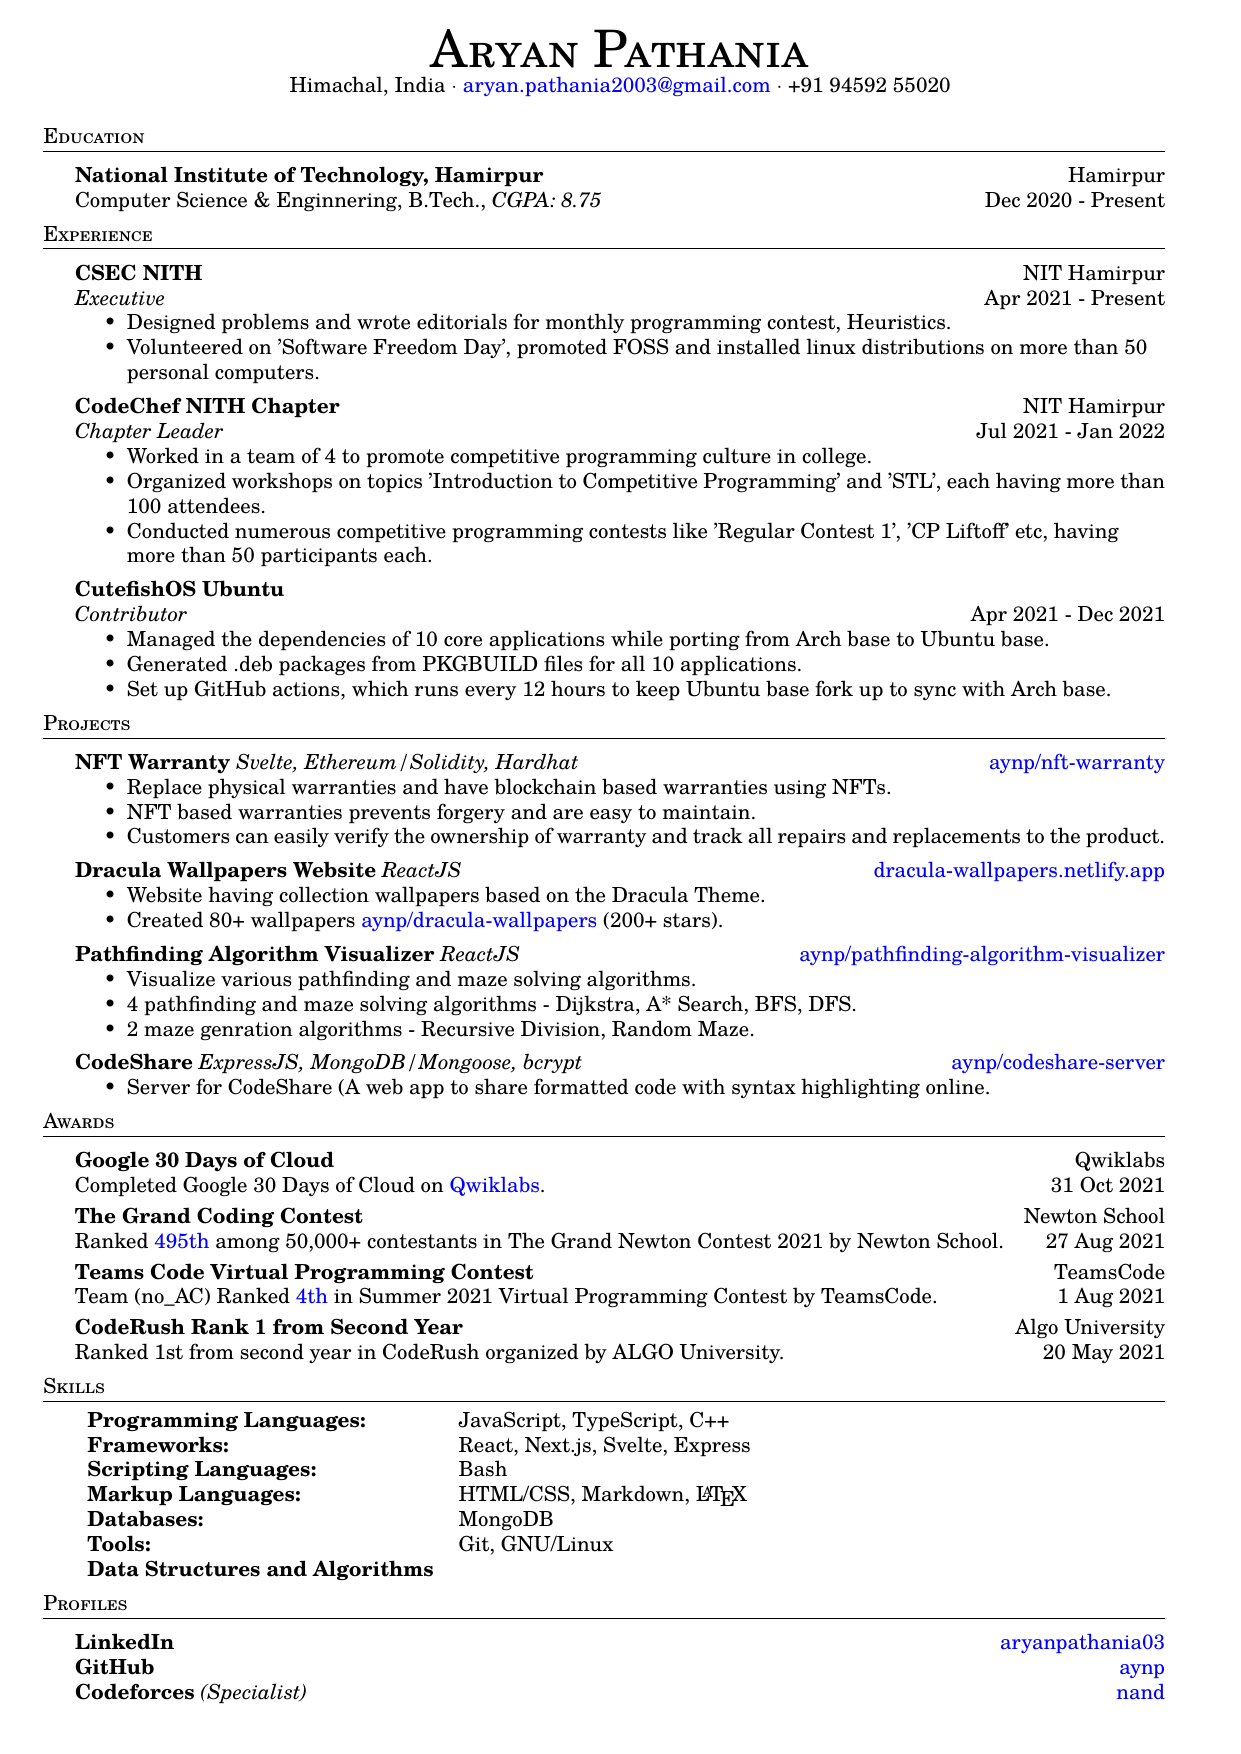 Aryan Pathania
Himachal, India · aryan.pathania2003@gmail.com · +91 94592 55020
Education
National Institute of Technology, Hamirpur Hamirpur
Computer Science & Enginnering, B.Tech., CGPA: 8.75 Dec 2020 - Present
Experience
CSEC NITH NIT Hamirpur
Executive Apr 2021 - Present
• Designed problems and wrote editorials for monthly programming contest, Heuristics.
• Volunteered on ’Software Freedom Day’, promoted FOSS and installed linux distributions on more than 50
personal computers.
CodeChef NITH Chapter NIT Hamirpur
Chapter Leader Jul 2021 - Jan 2022
• Worked in a team of 4 to promote competitive programming culture in college.
• Organized workshops on topics ’Introduction to Competitive Programming’ and ’STL’, each having more than
100 attendees.
• Conducted numerous competitive programming contests like ’Regular Contest 1’, ’CP Liftoff’ etc, having
more than 50 participants each.
CutefishOS Ubuntu
Contributor Apr 2021 - Dec 2021
• Managed the dependencies of 10 core applications while porting from Arch base to Ubuntu base.
• Generated .deb packages from PKGBUILD files for all 10 applications.
• Set up GitHub actions, which runs every 12 hours to keep Ubuntu base fork up to sync with Arch base.
Projects
NFT Warranty Svelte, Ethereum/Solidity, Hardhat aynp/nft-warranty
• Replace physical warranties and have blockchain based warranties using NFTs.
• NFT based warranties prevents forgery and are easy to maintain.
• Customers can easily verify the ownership of warranty and track all repairs and replacements to the product.
Dracula Wallpapers Website ReactJS dracula-wallpapers.netlify.app
• Website having collection wallpapers based on the Dracula Theme.
• Created 80+ wallpapers aynp/dracula-wallpapers (200+ stars).
Pathfinding Algorithm Visualizer ReactJS aynp/pathfinding-algorithm-visualizer
• Visualize various pathfinding and maze solving algorithms.
• 4 pathfinding and maze solving algorithms - Dijkstra, A* Search, BFS, DFS.
• 2 maze genration algorithms - Recursive Division, Random Maze.
CodeShare ExpressJS, MongoDB/Mongoose, bcrypt aynp/codeshare-server
• Server for CodeShare (A web app to share formatted code with syntax highlighting online.
Awards
Google 30 Days of Cloud Qwiklabs
Completed Google 30 Days of Cloud on Qwiklabs. 31 Oct 2021
The Grand Coding Contest Newton School
Ranked 495th among 50,000+ contestants in The Grand Newton Contest 2021 by Newton School. 27 Aug 2021
Teams Code Virtual Programming Contest TeamsCode
Team (no_AC) Ranked 4th in Summer 2021 Virtual Programming Contest by TeamsCode. 1 Aug 2021
CodeRush Rank 1 from Second Year Algo University
Ranked 1st from second year in CodeRush organized by ALGO University. 20 May 2021
Skills
Programming Languages: JavaScript, TypeScript, C++
Frameworks: React, Next.js, Svelte, Express
Scripting Languages: Bash
Markup Languages: HTML/CSS, Markdown, LATEX
Databases: MongoDB
Tools: Git, GNU/Linux
Data Structures and Algorithms
Profiles
LinkedIn aryanpathania03
GitHub aynp
Codeforces (Specialist) nand